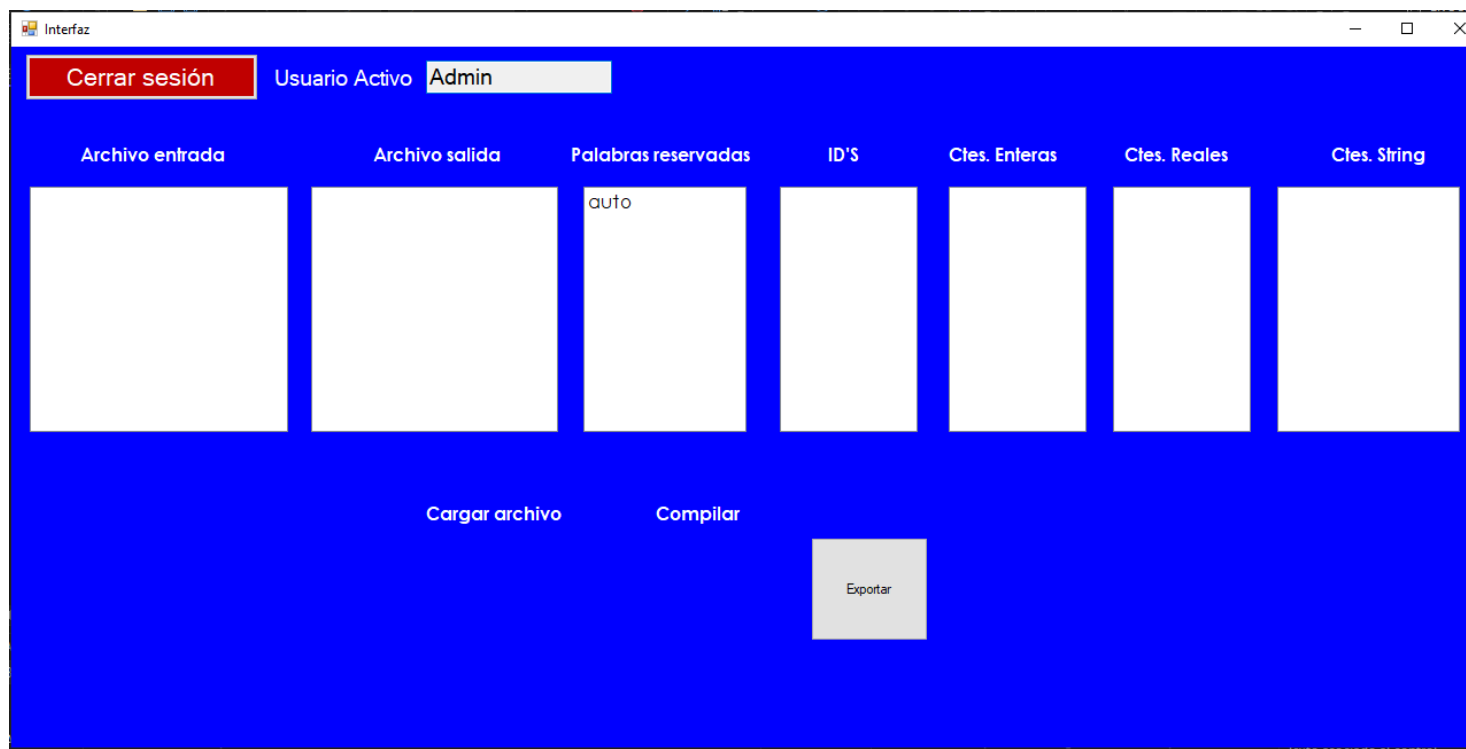 Interfaz
Cerrar sesión Usuario Activo Admin
Archivo entrada Archivo salida Palabras reservadas ID'S Ctes. Enteras Ctes. Reales Ctes. String
auto
Cargar archivo Compilar
Exportar